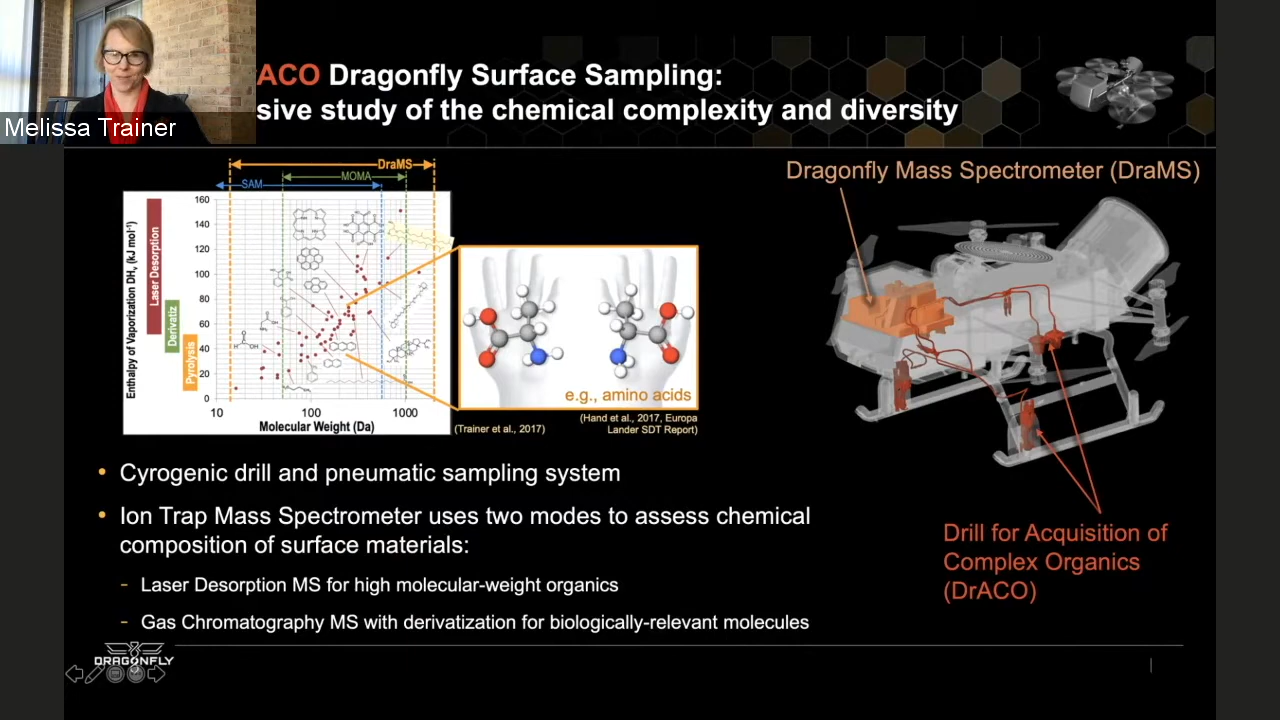 Melissa Trainer
ACO Dragonfly Surface Sampling:
sive study of the chemical complexity and diversity
DraMS
MOMA
SAM
Enthalpy of Vaporization DHv (kJ mol-1)
Laser Desorption
Derivatiz
Pyrolysis
160
140
120
100
80
60
40
20
0
10
100
1000
Molecular Weight (Da)
e.g., amino acids
(Trainer et al., 2017)
(Hand et al., 2017, Europa
Lander SDT Report)
Dragonfly Mass Spectrometer (DraMS)
Drill for Acquisition of
Complex Organics
(DrACO)
• Cyrogenic drill and pneumatic sampling system
• Ion Trap Mass Spectrometer uses two modes to assess chemical
composition of surface materials:
- Laser Desorption MS for high molecular-weight organics
- Gas Chromatography MS with derivatization for biologically-relevant molecules
DRAGONFLY